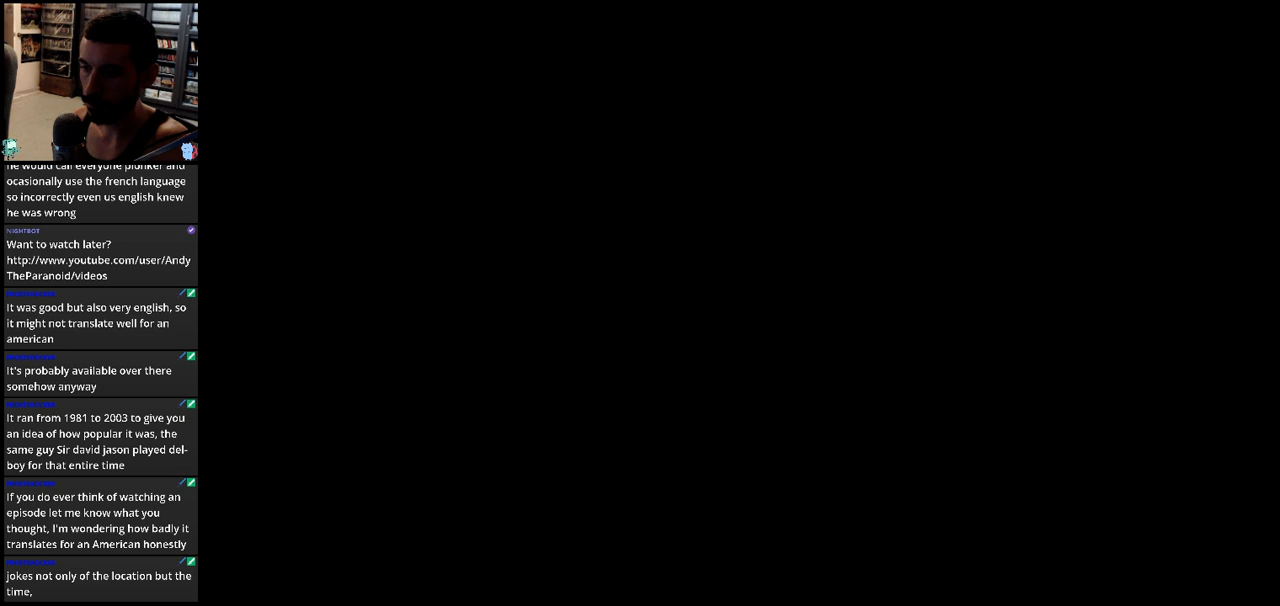 he would call everyone plonker and
ocasionally use the french language
so incorrectly even us english knew
he was wrong
NIGHTBOT
Want to watch later?
http://www.youtube.com/user/Andy
TheParanoid/videos
It was good but also very english, so
it might not translate well for an
american
It's probably available over there
somehow anyway
It ran from 1981 to 2003 to give you
an idea of how popular it was, the
same guy Sir david jason played del-
boy for that entire time
If you do ever think of watching an
episode let me know what you
thought, I'm wondering how badly it
translates for an American honestly
jokes not only of the location but the
time,